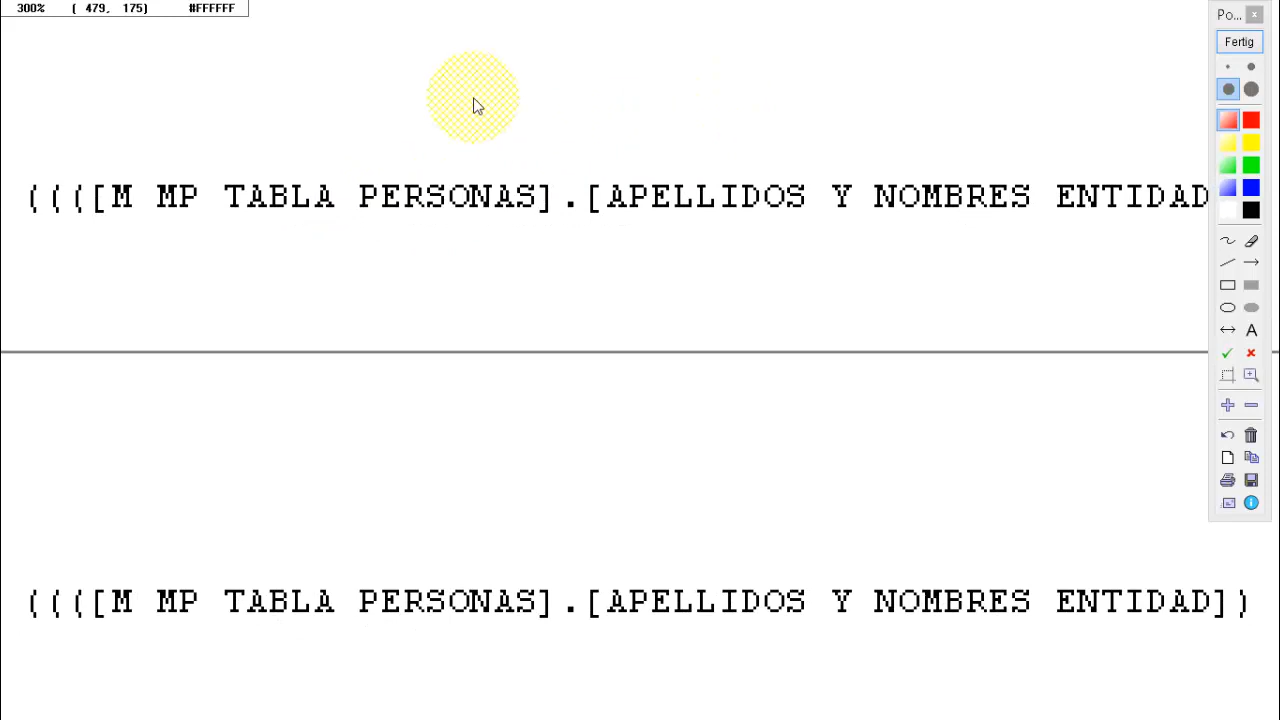 300% ( 479, 175) #FFFFFF
Po...
Fertig
((([M MP TABLA PERSONAS].[APELLIDOS Y NOMBRES ENTIDAD
A
((([M MP TABLA PERSONAS].[APELLIDOS Y NOMBRES ENTIDAD])